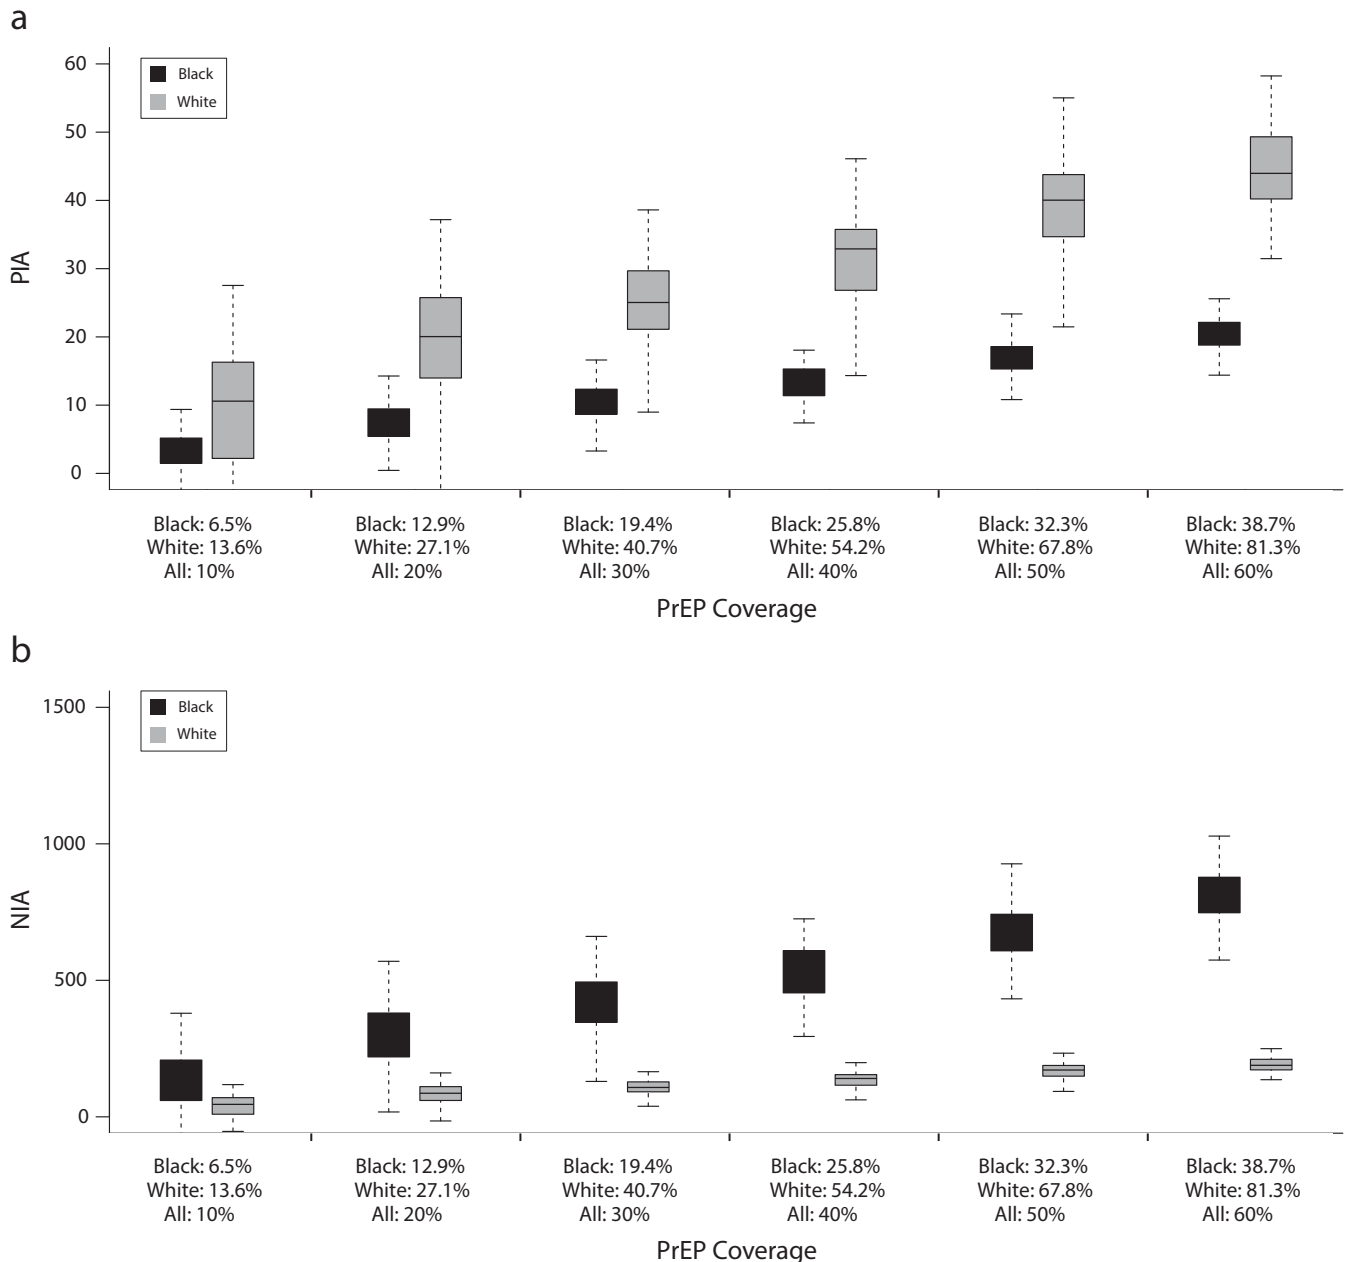 a
60
50
40
30
20
10
0
PIA
Black
White
Black: 6.5%
White: 13.6%
All: 10%
Black: 12.9%
White: 27.1%
All: 20%
Black: 19.4%
White: 40.7%
All: 30%
Black: 25.8%
White: 54.2%
All: 40%
Black: 32.3%
White: 67.8%
All: 50%
Black: 38.7%
White: 81.3%
All: 60%
PrEP Coverage
b
1500
1000
500
0
NIA
Black
White
Black: 6.5%
White: 13.6%
All: 10%
Black: 12.9%
White: 27.1%
All: 20%
Black: 19.4%
White: 40.7%
All: 30%
Black: 25.8%
White: 54.2%
All: 40%
Black: 32.3%
White: 67.8%
All: 50%
Black: 38.7%
White: 81.3%
All: 60%
PrEP Coverage